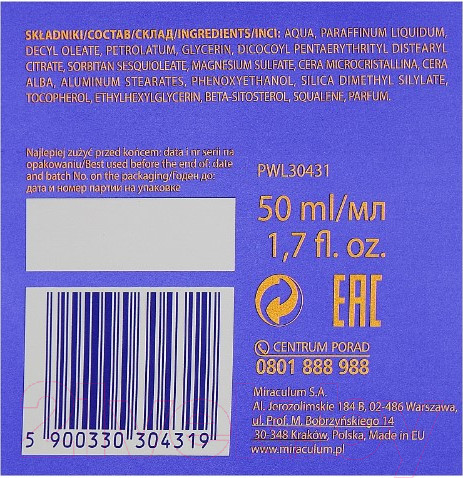 SKŁADNIKI/СОСТАВ/СКЛАД/INGREDIENTS/INCI: AQUA, PARAFFINUM LIQUIDUM,
DECYL OLEATE, PETROLATUM, GLYCERIN, DICOCOYL PENTAERYTHRITYL DISTEARYL
CITRATE, SORBITAN SESQUIOLEATE, MAGNESIUM SULFATE, CERA MICROCRISTALLINA, CERA
ALBA, ALUMINUM STEARATES, PHENOXYETHANOL, SILICA DIMETHYL SILYLATE,
TOCOPHEROL, ETHYLHEXYLGLYCERIN, BETA-SITOSTEROL, SQUALENE, PARFUM.
Najlepiej zużyć przed końcem: data i nr serii na
opakowaniu/Best used before the end of: date
and batch No. on the packaging/Годен до:
дата и номер партии на упаковке
PWL30431
50 ml/мл
1,7 fl. oz.
EAC
CENTRUM PORAD
0801 888 988
Miraculum S.A.
Al. Jerozolimskie 184 B, 02-486 Warszawa,
ul. Prof. M. Bobrzyńskiego 14
30-348 Kraków, Polska, Made in EU
www.miraculum.pl
5 900330 304319